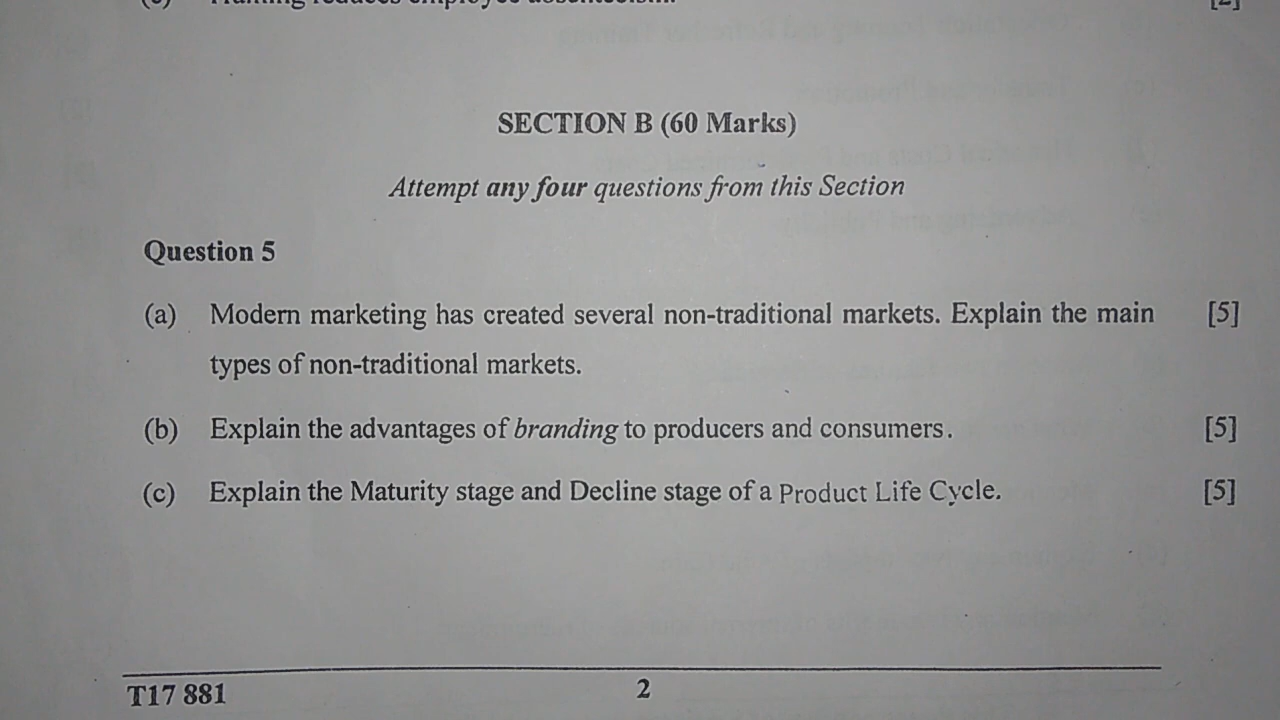 SECTION B (60 Marks)
Attempt any four questions from this Section
Question 5
(a) Modern marketing has created several non-traditional markets. Explain the main [5]
types of non-traditional markets.
(b) Explain the advantages of branding to producers and consumers. [5]
(c) Explain the Maturity stage and Decline stage of a Product Life Cycle. [5]
T17 881 2